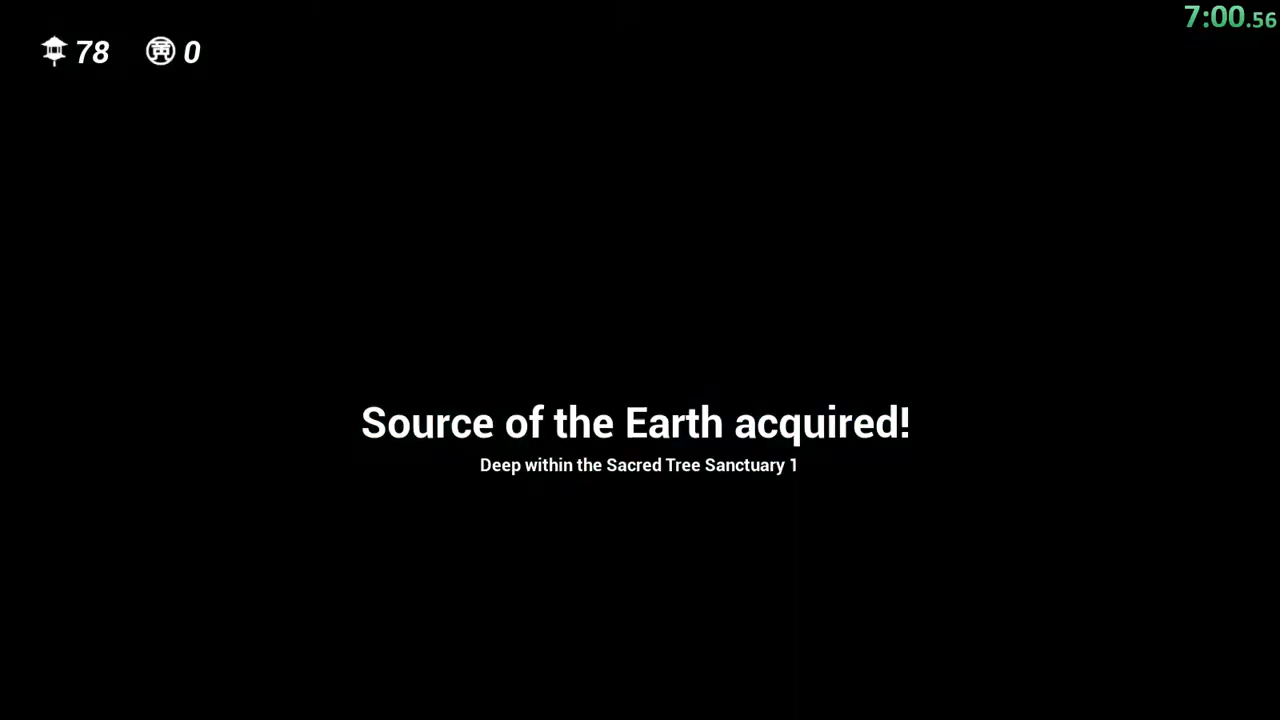 7:00.56
78 0
Source of the Earth acquired!
Deep within the Sacred Tree Sanctuary 1